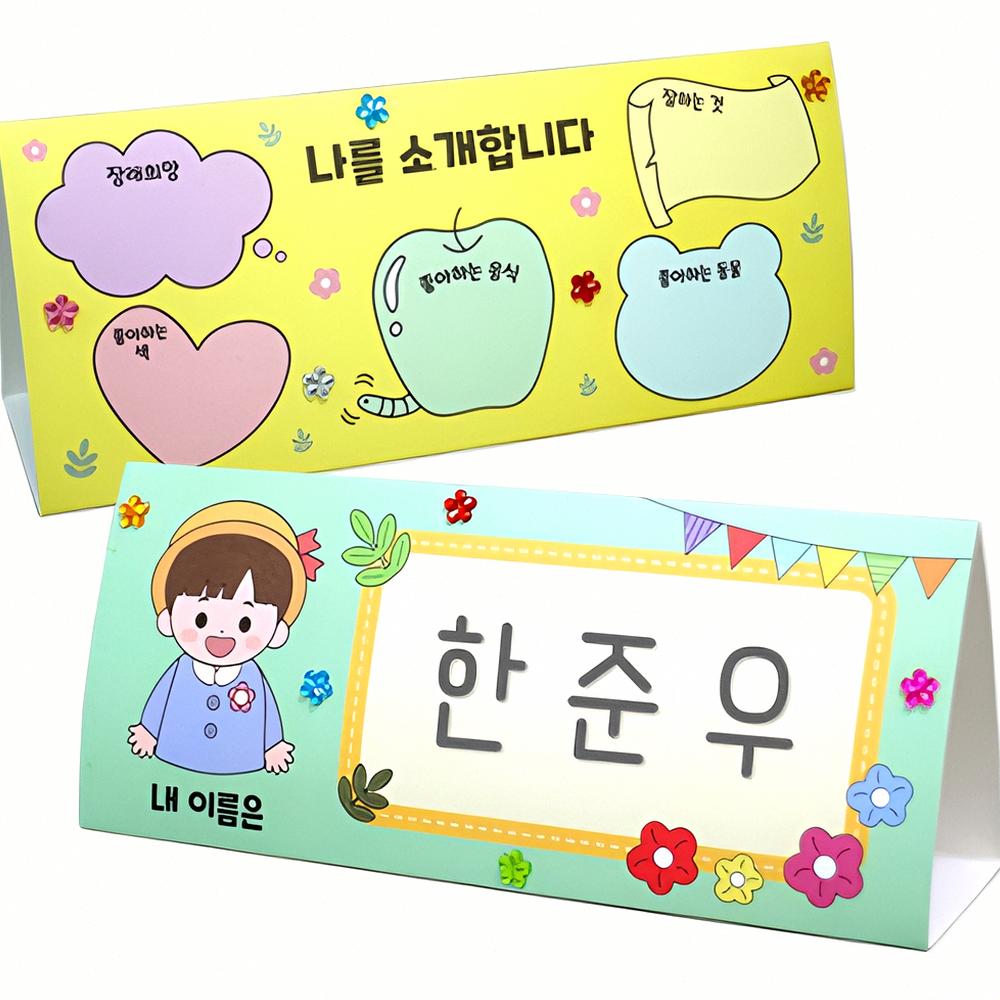 나를 소개합니다
장래희망
잘하는 것
좋아하는 음식
좋아하는 동물
좋아하는
색
내 이름은
한준우